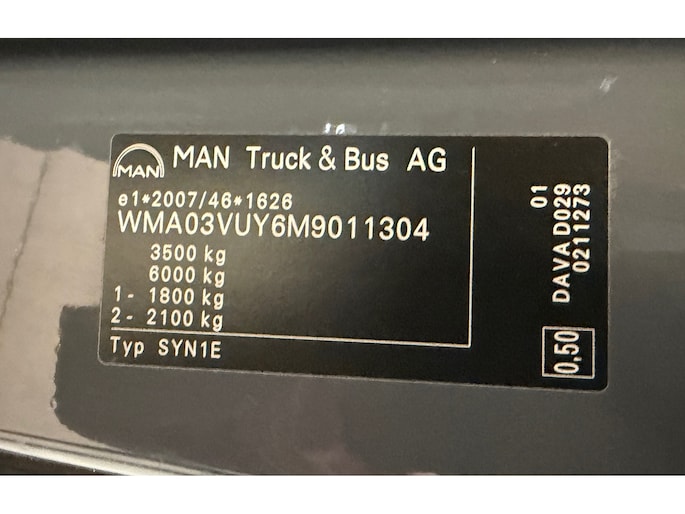 MAN
MAN Truck & Bus AG
e1*2007/46*1626
WMA03VUY6M9011304
3500 kg
6000 kg
1- 1800 kg
2- 2100 kg
Typ SYN1E
01
DAVA D029
0211273
0,50